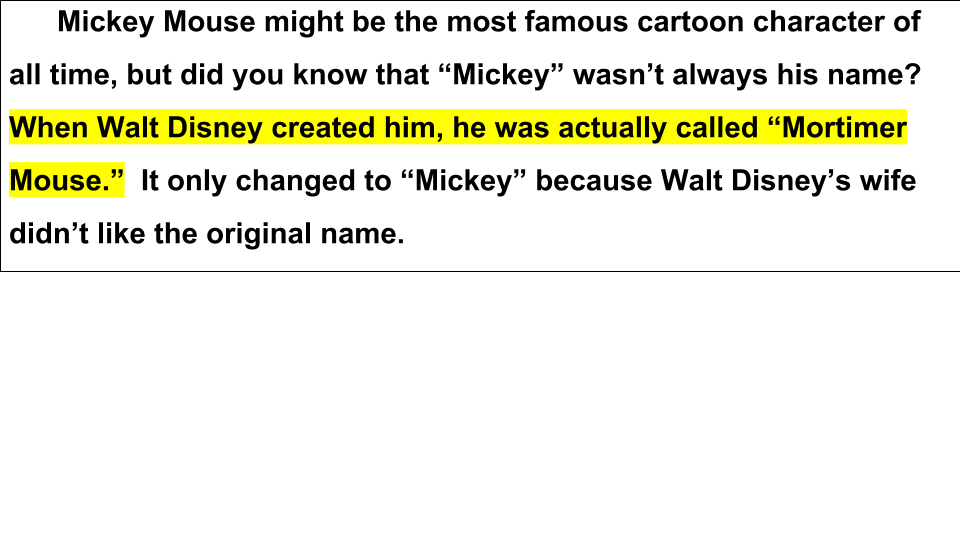 Mickey Mouse might be the most famous cartoon character of
all time, but did you know that “Mickey” wasn’t always his name?
When Walt Disney created him, he was actually called “Mortimer
Mouse.” It only changed to “Mickey” because Walt Disney’s wife
didn’t like the original name.